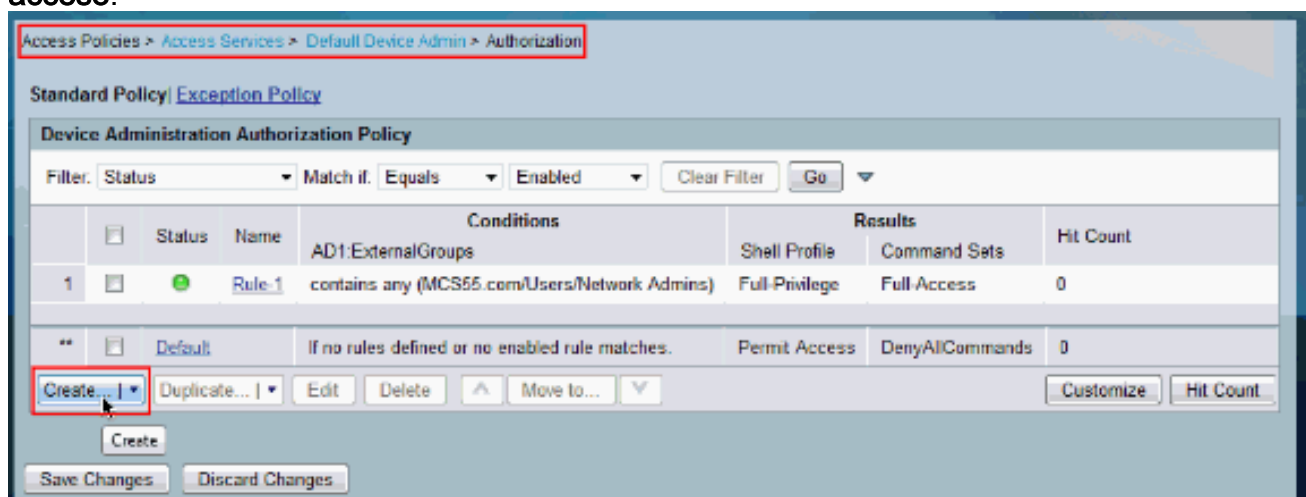 acceso.
Access Policies > Access Services > Default Device Admin > Authorization
Standard Policy| Exception Policy
Device Administration Authorization Policy
Filter: Status Match if: Equals Enabled Clear Filter Go
Status Name Conditions Results Hit Count
AD1:ExternalGroups Shell Profile Command Sets
1 Rule-1 contains any (MCS55.com/Users/Network Admins) Full-Privilege Full-Access 0
** Default If no rules defined or no enabled rule matches. Permit Access DenyAllCommands 0
Create... | Duplicate... | Edit Delete Move to... Customize Hit Count
Create
Save Changes Discard Changes